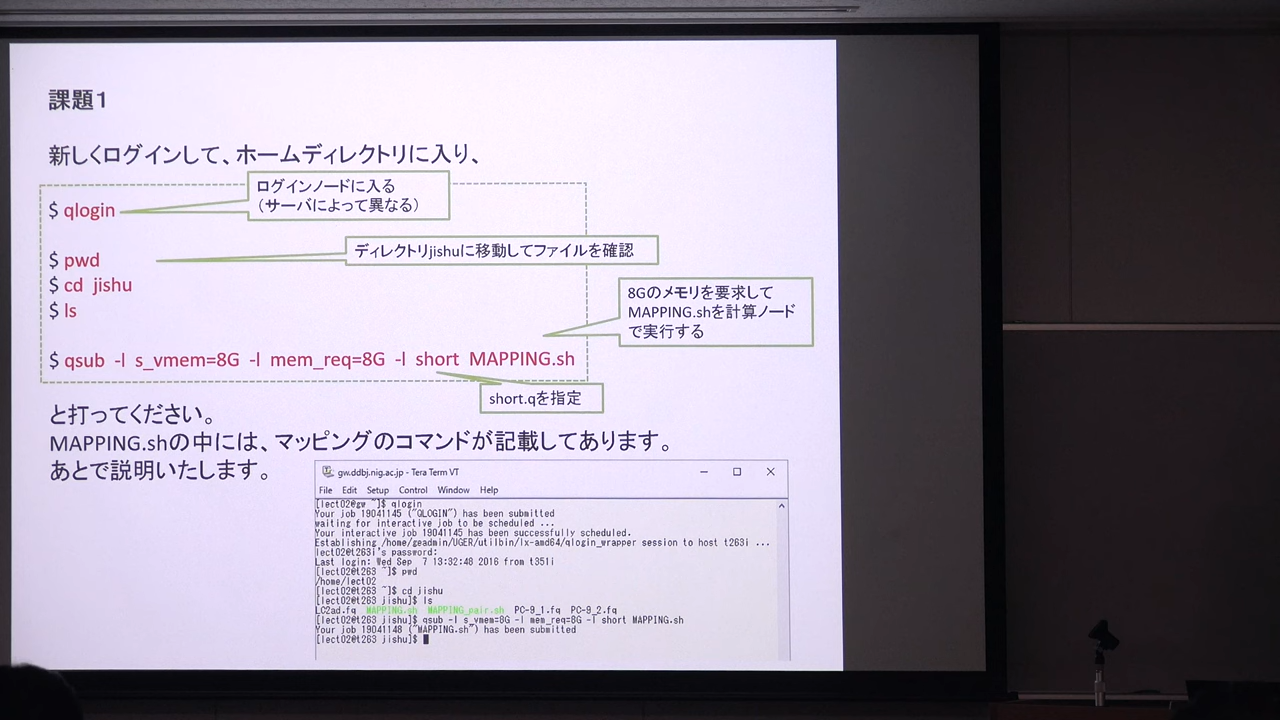 課題１
新しくログインして、ホームディレクトリに入り、
ログインノードに入る
（サーバによって異なる）
$ qlogin
ディレクトリjishuに移動してファイルを確認
$ pwd
$ cd jishu
$ ls
8Gのメモリを要求して
MAPPING.shを計算ノード
で実行する
$ qsub -l s_vmem=8G -l mem_req=8G -l short MAPPING.sh
short.qを指定
と打ってください。
MAPPING.shの中には、マッピングのコマンドが記載してあります。
あとで説明いたします。
gw.ddbj.nig.ac.jp - Tera Term VT
File Edit Setup Control Window Help
[lect02@gw ~]$ qlogin
Your job 19041145 ("QLOGIN") has been submitted
waiting for interactive job to be scheduled ...
Your interactive job 19041145 has been successfully scheduled.
Establishing /home/geadmin/UGER/utilbin/lx-amd64/qlogin_wrapper session to host t263i ...
lect02@t263i's password:
Last login: Wed Sep  7 13:32:48 2016 from t351i
[lect02@t263 ~]$ pwd
/home/lect02
[lect02@t263 ~]$ cd jishu
[lect02@t263 jishu]$ ls
LC2ad.fq MAPPING.sh MAPPING_pair.sh PC-9_1.fq PC-9_2.fq
[lect02@t263 jishu]$ qsub -l s_vmem=8G -l mem_req=8G -l short MAPPING.sh
Your job 19041148 ("MAPPING.sh") has been submitted
[lect02@t263 jishu]$